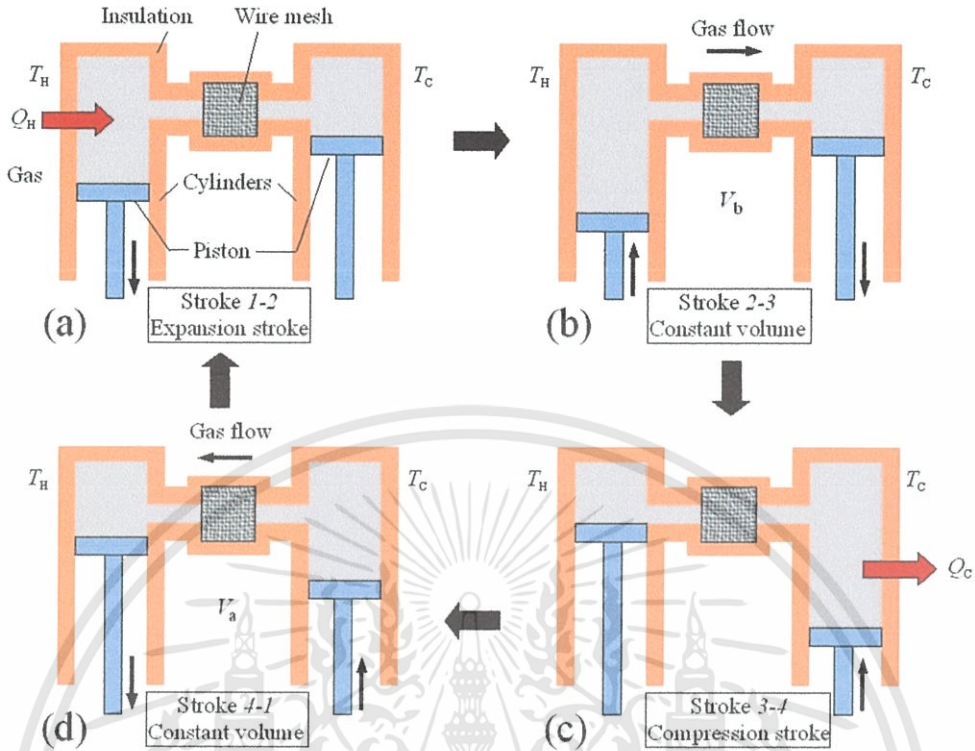 Insulation
Wire mesh
T_H
T_C
Q_H
Gas
Cylinders
Piston
(a)
Stroke 1-2
Expansion stroke
Gas flow
T_H
T_C
V_b
(b)
Stroke 2-3
Constant volume
Gas flow
T_H
T_C
V_a
(d)
Stroke 4-1
Constant volume
T_H
T_C
Q_C
(c)
Stroke 3-4
Compression stroke